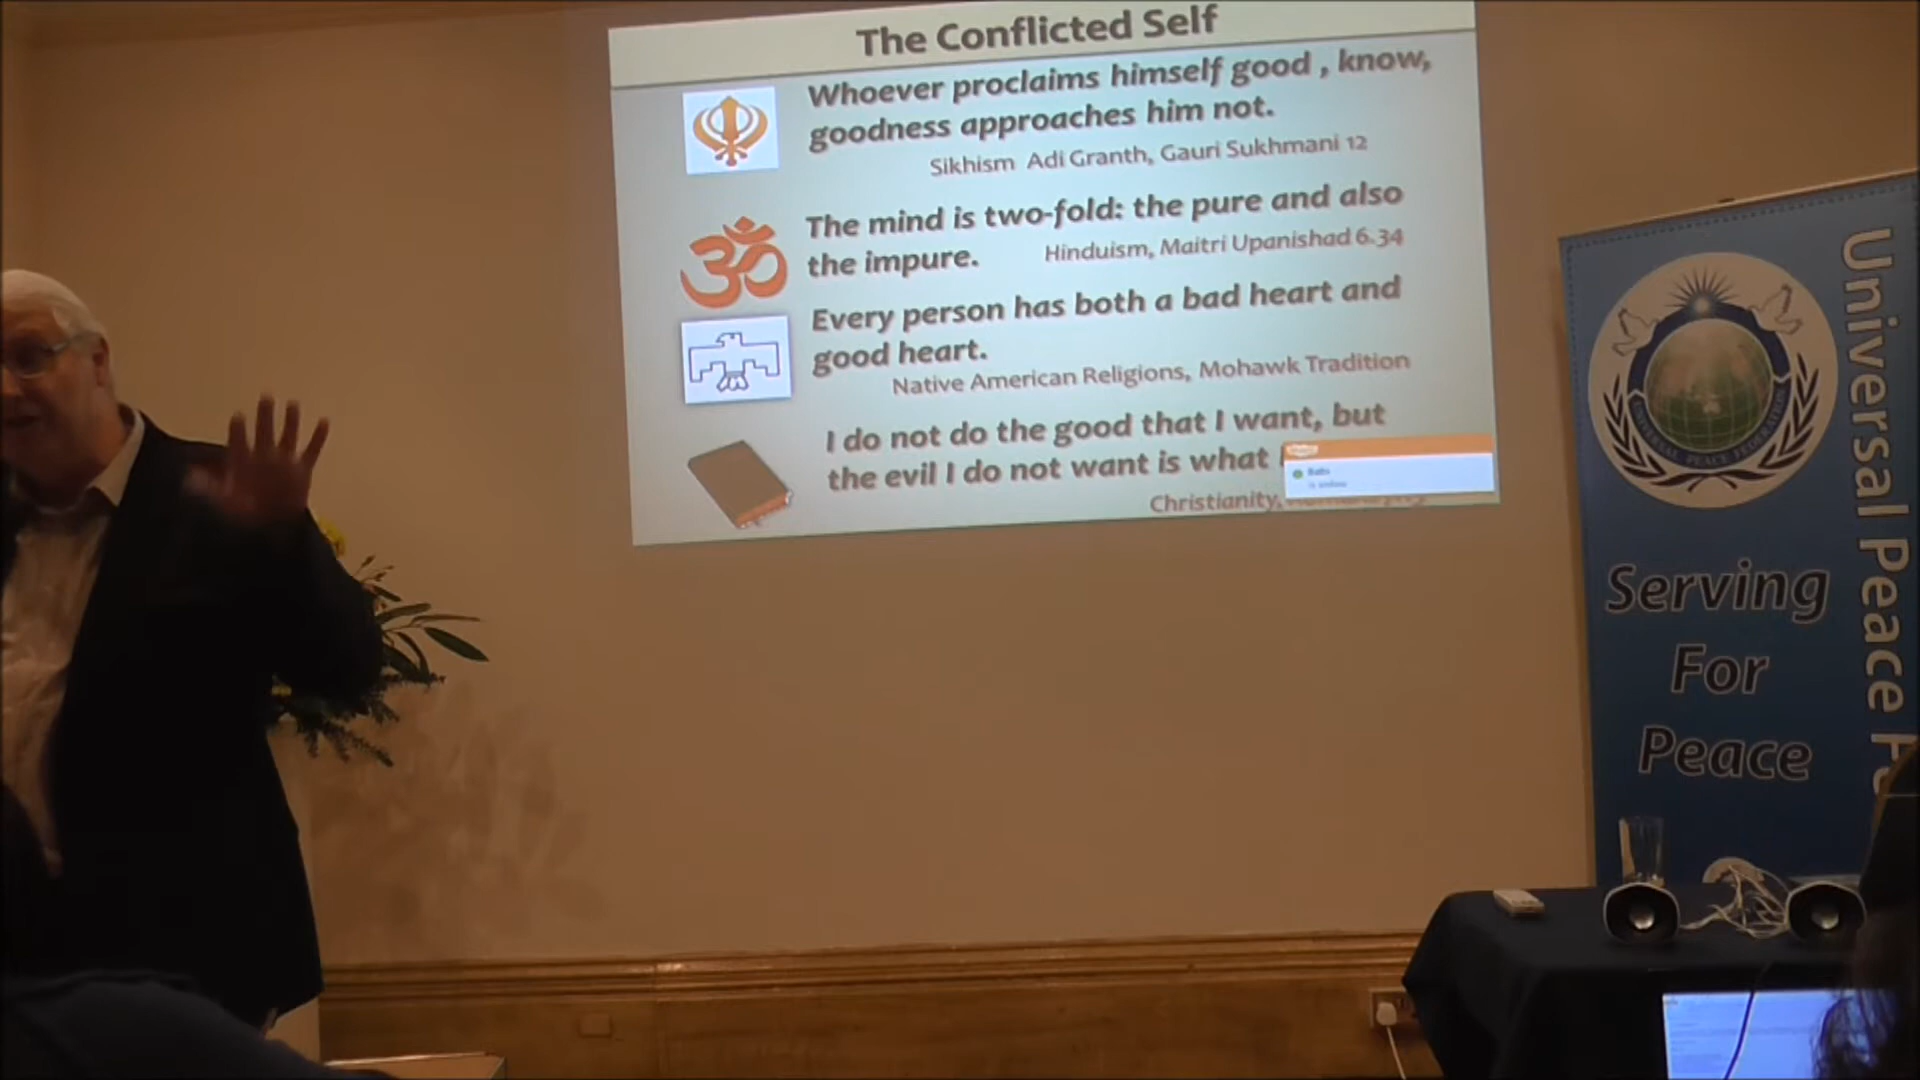 The Conflicted Self
Whoever proclaims himself good , know,
goodness approaches him not.
Sikhism Adi Granth, Gauri Sukhmani 12
The mind is two-fold: the pure and also
the impure.
Hinduism, Maitri Upanishad 6.34
Every person has both a bad heart and
good heart.
Native American Religions, Mohawk Tradition
I do not do the good that I want, but
the evil I do not want is what
Christianity,
Universal Peace
UNIVERSAL PEACE FEDERATION
Serving
For
Peace